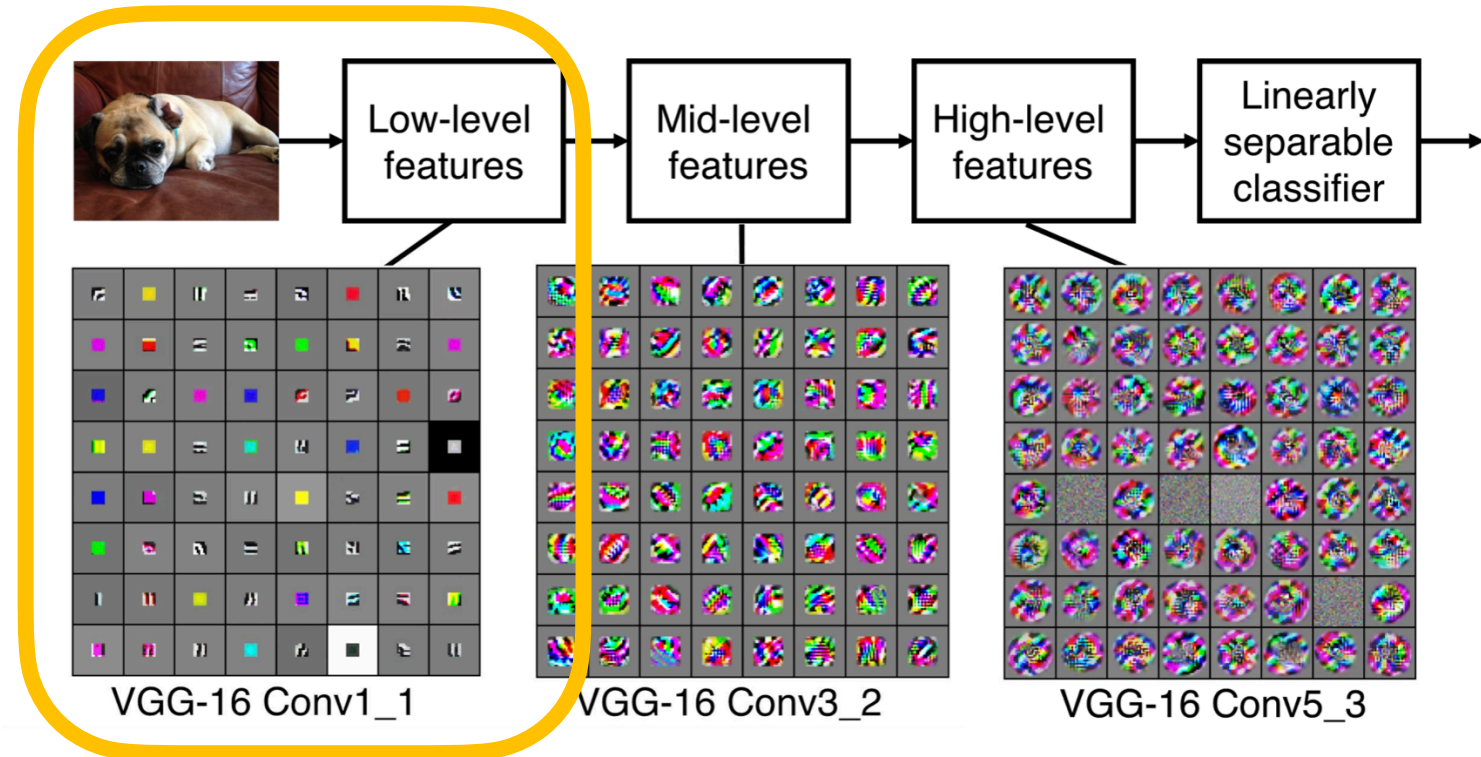 Low-level
features
Mid-level
features
High-level
features
Linearly
separable
classifier
VGG-16 Conv1_1
VGG-16 Conv3_2
VGG-16 Conv5_3